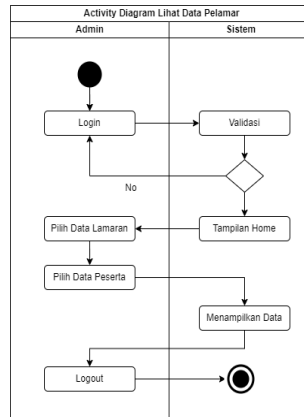 Activity Diagram Lihat Data Pelamar
Admin
Sistem
Login
Validasi
No
Pilih Data Lamaran
Tampilan Home
Pilih Data Peserta
Menampilkan Data
Logout